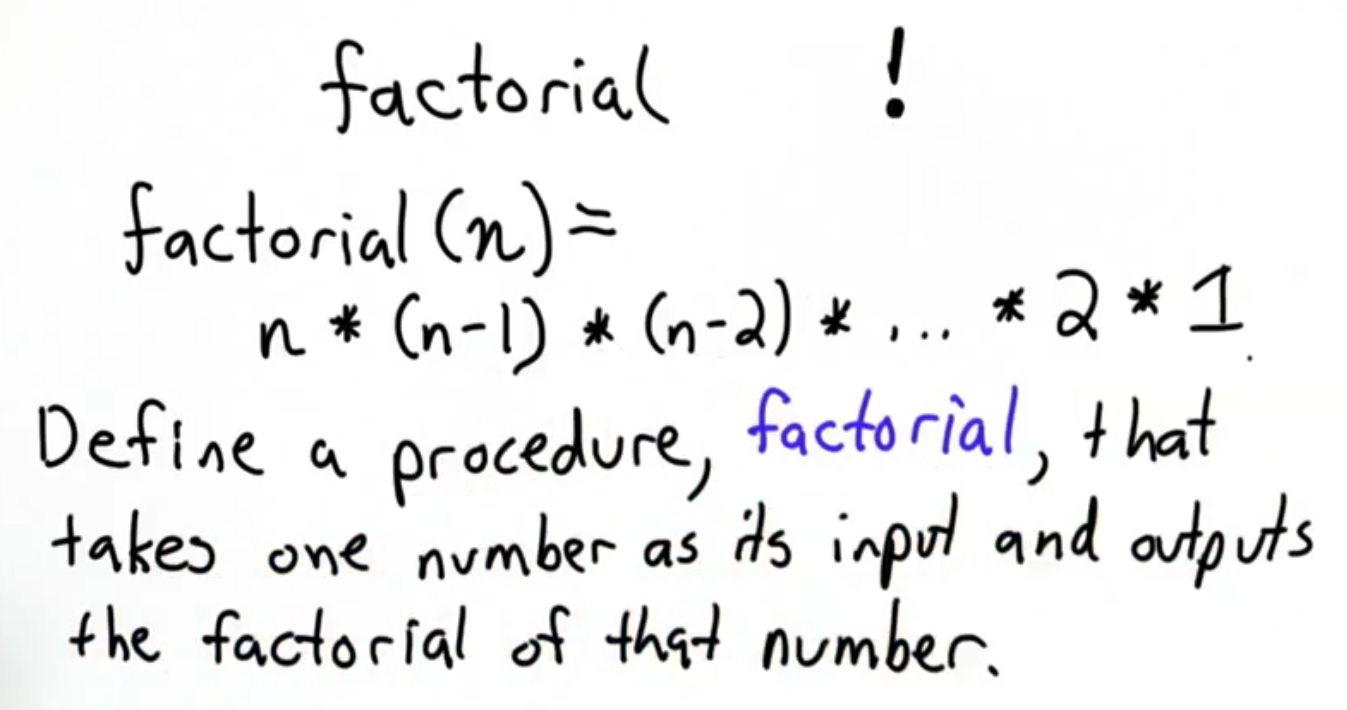 factorial !
factorial (n) =
n * (n-1) * (n-2) * ... * 2 * 1
Define a procedure, factorial, that
takes one number as its input and outputs
the factorial of that number.